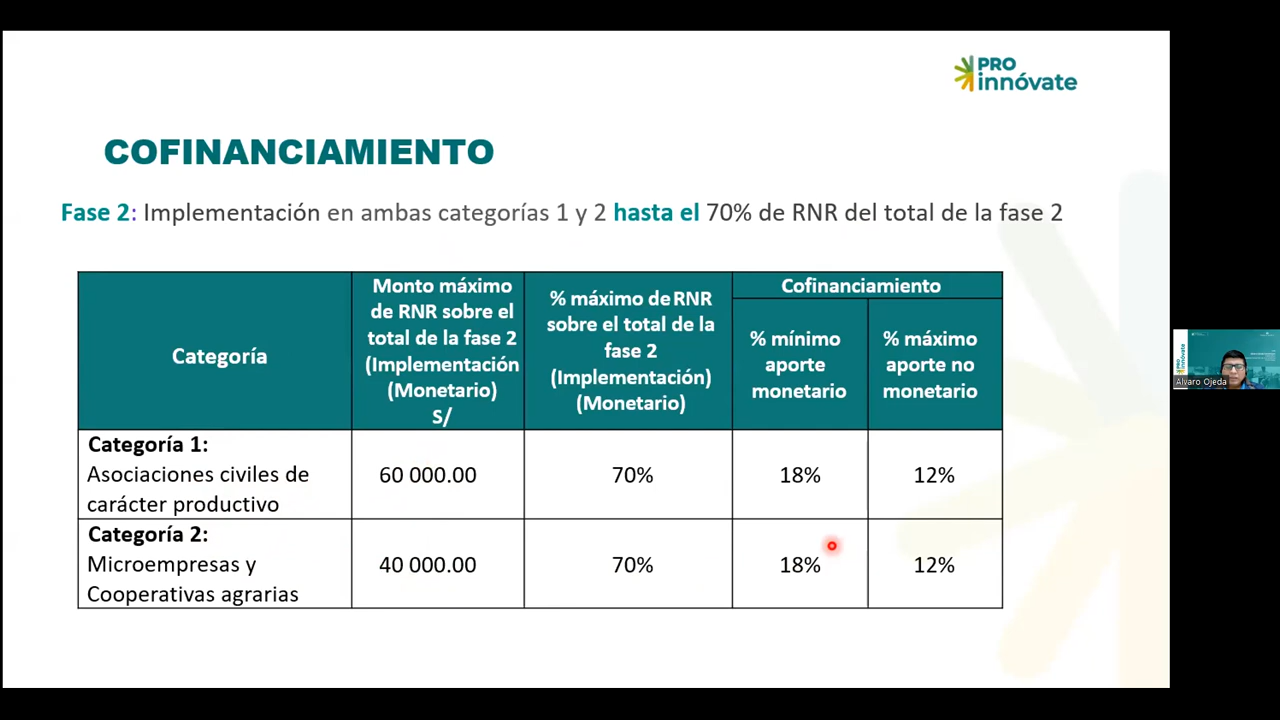 PRO
innóvate
COFINANCIAMIENTO
Fase 2: Implementación en ambas categorías 1 y 2 hasta el 70% de RNR del total de la fase 2
Categoría
Monto máximo
de RNR sobre el
total de la fase 2
(Implementación
(Monetario)
S/
% máximo de RNR
sobre el total de la
fase 2
(Implementación)
(Monetario)
Cofinanciamiento
% mínimo
aporte
monetario
% máximo
aporte no
monetario
Categoría 1:
Asociaciones civiles de
carácter productivo
60 000.00
70%
18%
12%
Categoría 2:
Microempresas y
Cooperativas agrarias
40 000.00
70%
18%
12%
PRO
innóvate
Alvaro Ojeda